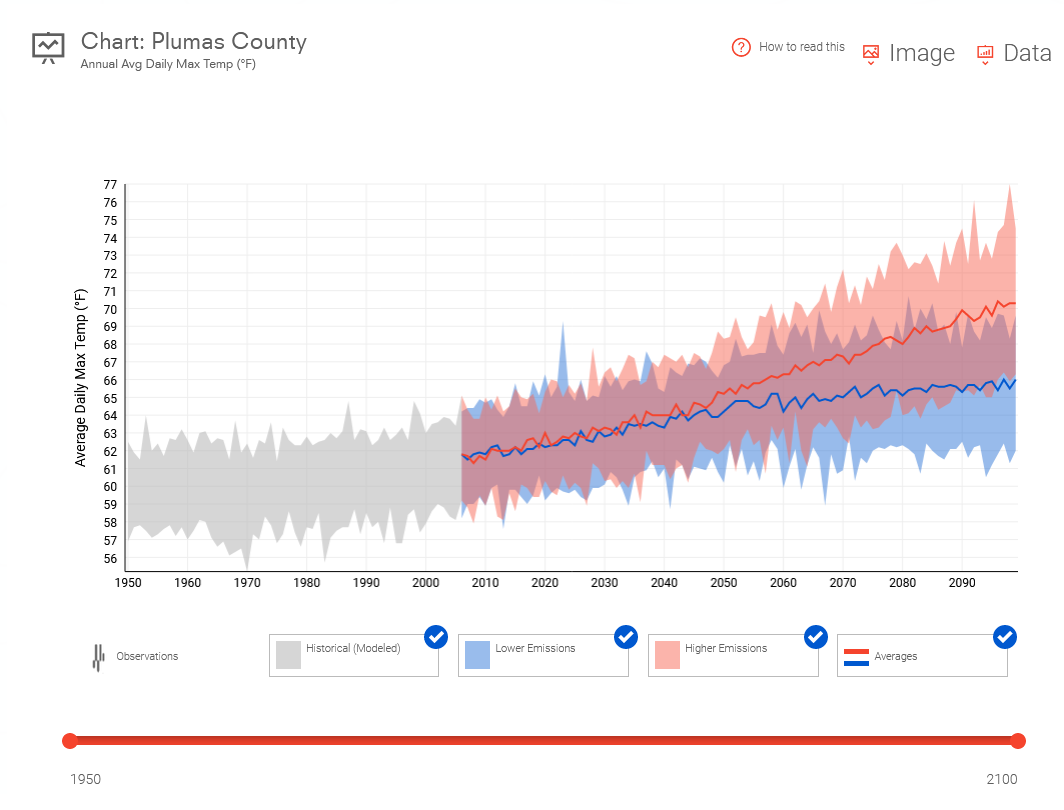 Chart: Plumas County
Annual Avg Daily Max Temp (°F)
How to read this
Image
Data
Average Daily Max Temp (°F)
77
76
75
74
73
72
71
70
69
68
67
66
65
64
63
62
61
60
59
58
57
56
1950 1960 1970 1980 1990 2000 2010 2020 2030 2040 2050 2060 2070 2080 2090
Observations
Historical (Modeled)
Lower Emissions
Higher Emissions
Averages
1950 2100